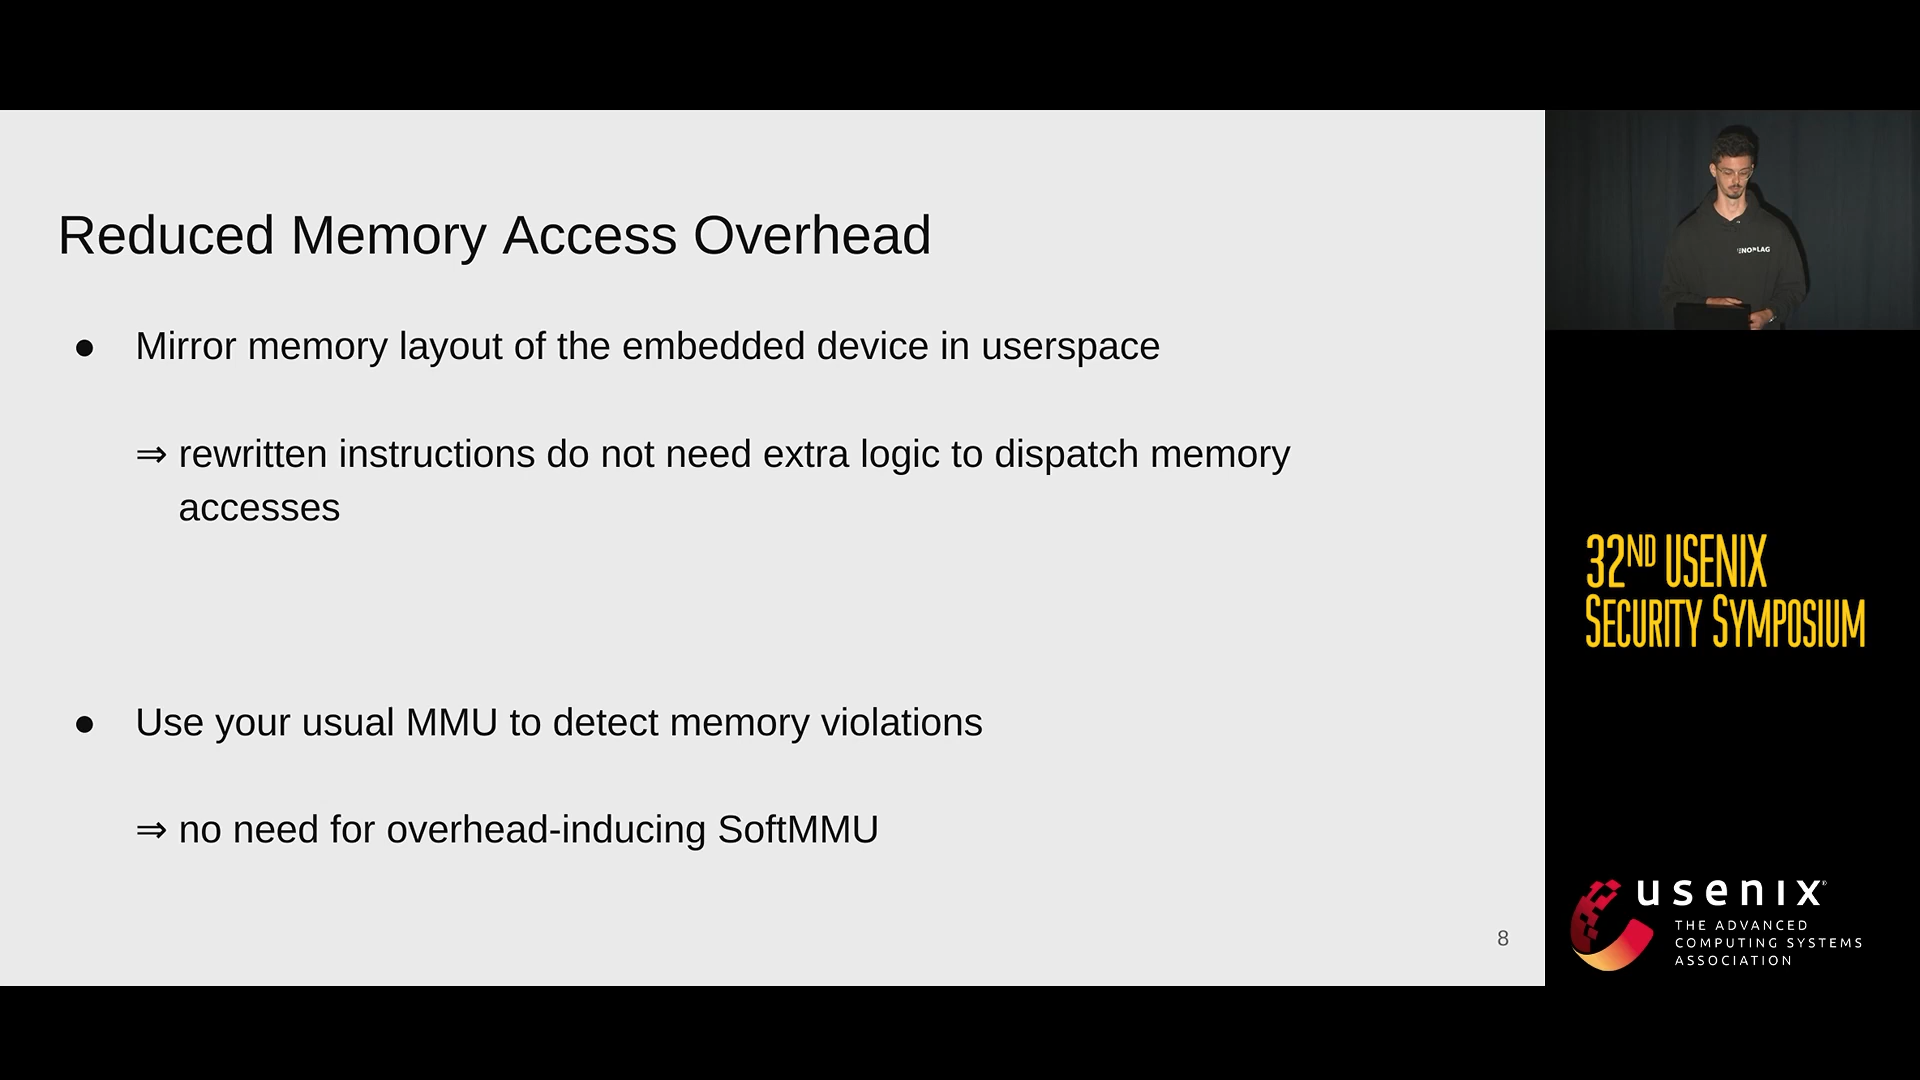 Reduced Memory Access Overhead
● Mirror memory layout of the embedded device in userspace
⇒ rewritten instructions do not need extra logic to dispatch memory
accesses
● Use your usual MMU to detect memory violations
⇒ no need for overhead-inducing SoftMMU
8
32ND USENIX
SECURITY SYMPOSIUM
usenix®
THE ADVANCED
COMPUTING SYSTEMS
ASSOCIATION